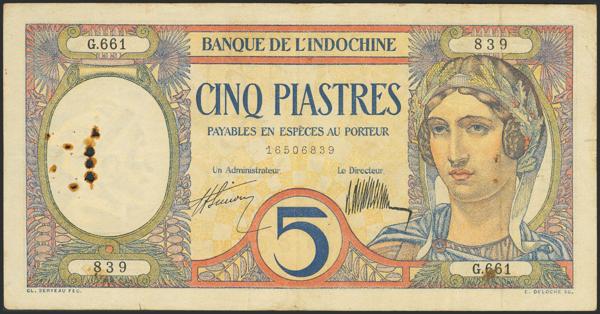 G.661
BANQUE DE L'INDOCHINE
839
CINQ PIASTRES
PAYABLES EN ESPÈCES AU PORTEUR
16506839
Un Administrateur Le Directeur
5
839
G.661
CL. SERVEAU FEC.
E. DELOCHE SC.